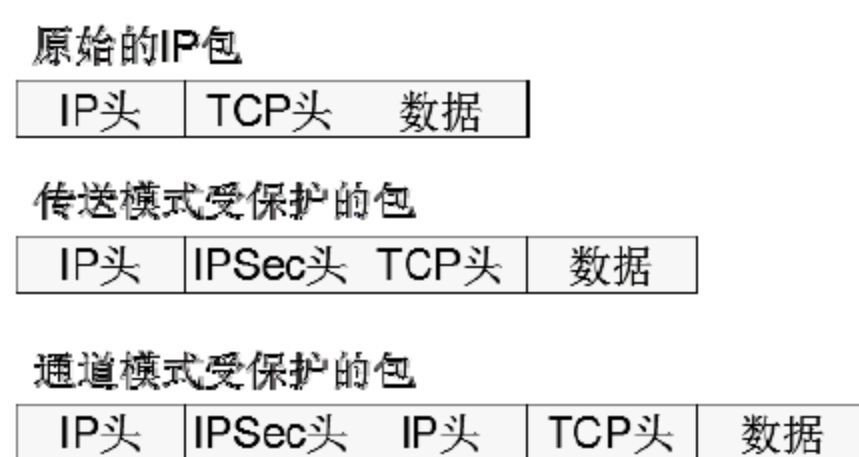 原始的IP包
IP头 TCP头 数据
传送模式受保护的包
IP头 IPSec头 TCP头 数据
通道模式受保护的包
IP头 IPSec头 IP头 TCP头 数据